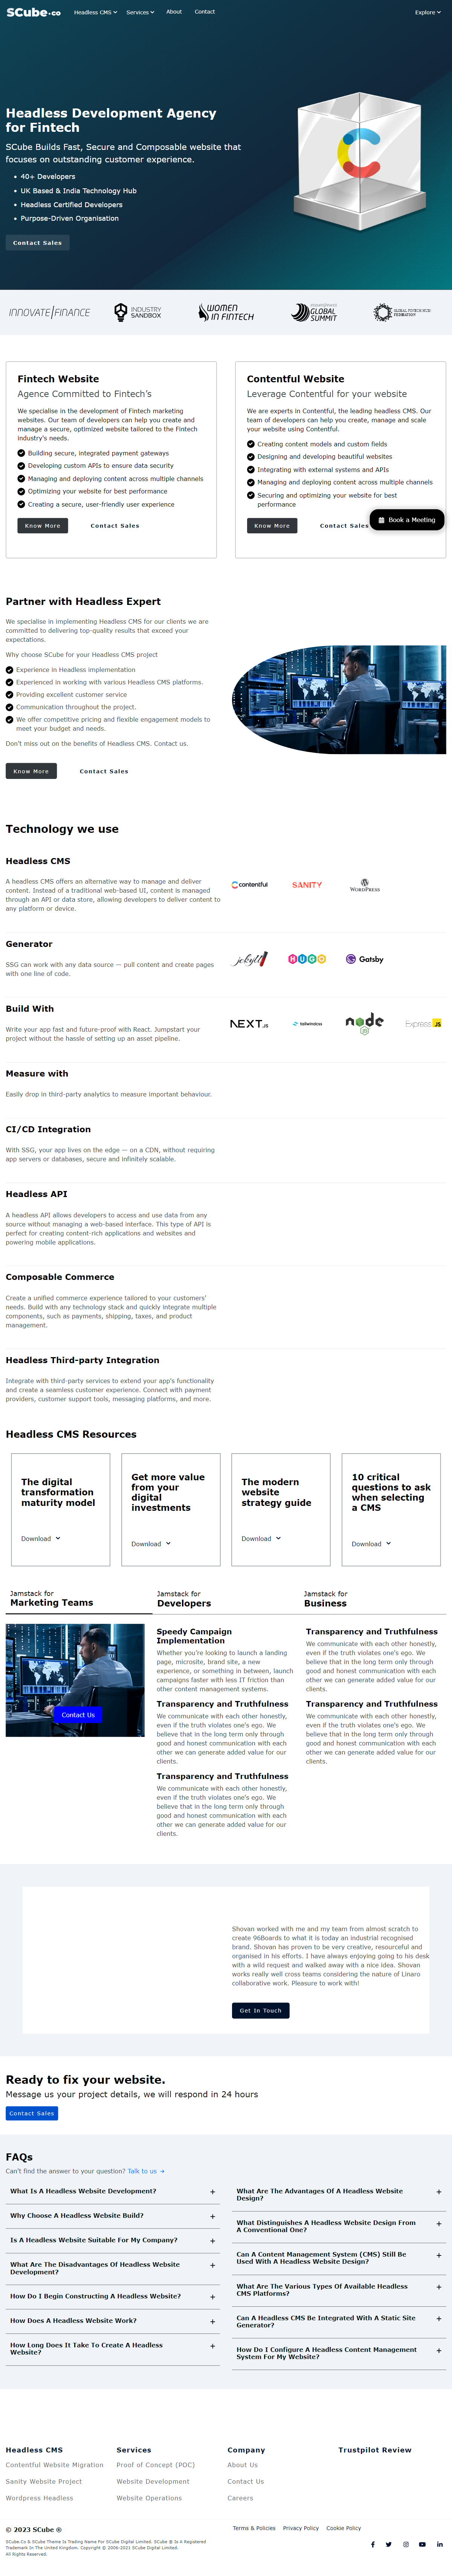 SCube.co
Headless CMS
Services
About
Contact
Explore
Headless Development Agency
for Fintech
SCube Builds Fast, Secure and Composable website that
focuses on outstanding customer experience.
40+ Developers
UK Based & India Technology Hub
Headless Certified Developers
Purpose-Driven Organisation
Contact Sales
INNOVATE/FINANCE
INDUSTRY
SANDBOX
WOMEN
IN FINTECH
GLOBAL
SUMMIT
GLOBAL FINTECH HUB
FEDERATION
Fintech Website
Agence Committed to Fintech's
We specialise in the development of Fintech marketing
websites. Our team of developers can help you create and
manage a secure, optimized website tailored to the Fintech
industry's needs.
Building secure, integrated payment gateways
Developing custom APIs to ensure data security
Managing and deploying content across multiple channels
Optimizing your website for best performance
Creating a secure, user-friendly user experience
Know More
Contact Sales
Contentful Website
Leverage Contentful for your website
We are experts in Contentful, the leading headless CMS. Our
team of developers can help you create, manage and scale
your website using Contentful.
Creating content models and custom fields
Designing and developing beautiful websites
Integrating with external systems and APIs
Managing and deploying content across multiple channels
Securing and optimizing your website for best
performance
Know More
Contact Sales
Book a Meeting
Partner with Headless Expert
We specialise in implementing Headless CMS for our clients we are
committed to delivering top-quality results that exceed your
expectations.
Why choose SCube for your Headless CMS project
Experience in Headless implementation
Experienced in working with various Headless CMS platforms.
Providing excellent customer service
Communication throughout the project.
We offer competitive pricing and flexible engagement models to
meet your budget and needs.
Don't miss out on the benefits of Headless CMS. Contact us.
Know More
Contact Sales
Technology we use
Headless CMS
A headless CMS offers an alternative way to manage and deliver
content. Instead of a traditional web-based UI, content is managed
through an API or data store, allowing developers to deliver content to
any platform or device.
contentful
SANITY
WORDPRESS
Generator
SSG can work with any data source — pull content and create pages
with one line of code.
jekyll
HUGO
Gatsby
Build With
Write your app fast and future-proof with React. Jumpstart your
project without the hassle of setting up an asset pipeline.
NEXT.JS
tailwindcss
node
JS
Express
JS
Measure with
Easily drop in third-party analytics to measure important behaviour.
CI/CD Integration
With SSG, your app lives on the edge — on a CDN, without requiring
app servers or databases, secure and infinitely scalable.
Headless API
A headless API allows developers to access and use data from any
source without managing a web-based interface. This type of API is
perfect for creating content-rich applications and websites and
powering mobile applications.
Composable Commerce
Create a unified commerce experience tailored to your customers'
needs. Build with any technology stack and quickly integrate multiple
components, such as payments, shipping, taxes, and product
management.
Headless Third-party Integration
Integrate with third-party services to extend your app's functionality
and create a seamless customer experience. Connect with payment
providers, customer support tools, messaging platforms, and more.
Headless CMS Resources
The digital
transformation
maturity model
Download
Get more value
from your
digital
investments
Download
The modern
website
strategy guide
Download
10 critical
questions to ask
when selecting
a CMS
Download
Jamstack for
Marketing Teams
Jamstack for
Developers
Jamstack for
Business
Contact Us
Speedy Campaign
Implementation
Whether you're looking to launch a landing
page, microsite, brand site, a new
experience, or something in between, launch
campaigns faster with less IT friction than
other content management systems.
Transparency and Truthfulness
We communicate with each other honestly,
even if the truth violates one's ego. We
believe that in the long term only through
good and honest communication with each
other we can generate added value for our
clients.
Transparency and Truthfulness
We communicate with each other honestly,
even if the truth violates one's ego. We
believe that in the long term only through
good and honest communication with each
other we can generate added value for our
clients.
Transparency and Truthfulness
We communicate with each other honestly,
even if the truth violates one's ego. We
believe that in the long term only through
good and honest communication with each
other we can generate added value for our
clients.
Transparency and Truthfulness
We communicate with each other honestly,
even if the truth violates one's ego. We
believe that in the long term only through
good and honest communication with each
other we can generate added value for our
clients.
Shovan worked with me and my team from almost scratch to
create 96Boards to what it is today an industrial recognised
brand. Shovan has proven to be very creative, resourceful and
organised in his efforts. I have always enjoying going to his desk
with a wild request and walked away with a nice idea. Shovan
works really well cross teams considering the nature of Linaro
collaborative work. Pleasure to work with!
Get In Touch
Ready to fix your website.
Message us your project details, we will respond in 24 hours
Contact Sales
FAQs
Can't find the answer to your question? Talk to us →
What Is A Headless Website Development?
Why Choose A Headless Website Build?
Is A Headless Website Suitable For My Company?
What Are The Disadvantages Of Headless Website
Development?
How Do I Begin Constructing A Headless Website?
How Does A Headless Website Work?
How Long Does It Take To Create A Headless
Website?
What Are The Advantages Of A Headless Website
Design?
What Distinguishes A Headless Website Design From
A Conventional One?
Can A Content Management System (CMS) Still Be
Used With A Headless Website Design?
What Are The Various Types Of Available Headless
CMS Platforms?
Can A Headless CMS Be Integrated With A Static Site
Generator?
How Do I Configure A Headless Content Management
System For My Website?
Headless CMS
Contentful Website Migration
Sanity Website Project
Wordpress Headless
Services
Proof of Concept (POC)
Website Development
Website Operations
Company
About Us
Contact Us
Careers
Trustpilot Review
© 2023 SCube ®
SCube.Co & SCube Theme Is Trading Name For SCube Digital Limited. SCube ® Is A Registered
Trademark In The United Kingdom. Copyright © 2006-2021 SCube Digital Limited.
All Rights Reserved.
Terms & Policies
Privacy Policy
Cookie Policy